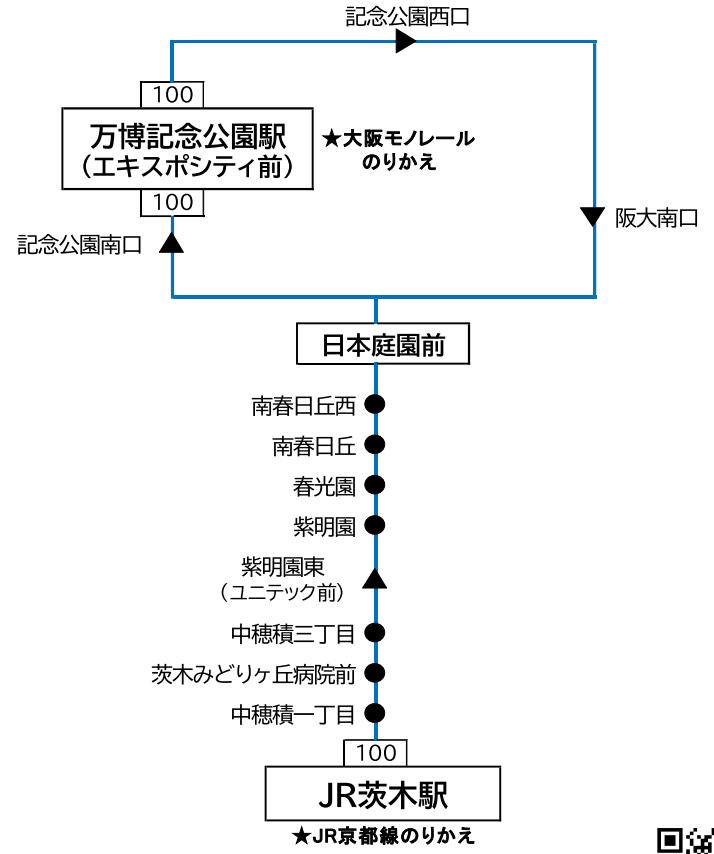 記念公園西口
100
万博記念公園駅
（エキスポシティ前）
★大阪モノレール
のりかえ
100
阪大南口
記念公園南口
日本庭園前
南春日丘西
南春日丘
春光園
紫明園
紫明園東
（ユニテック前）
中穂積三丁目
茨木みどりヶ丘病院前
中穂積一丁目
100
JR茨木駅
★JR京都線のりかえ